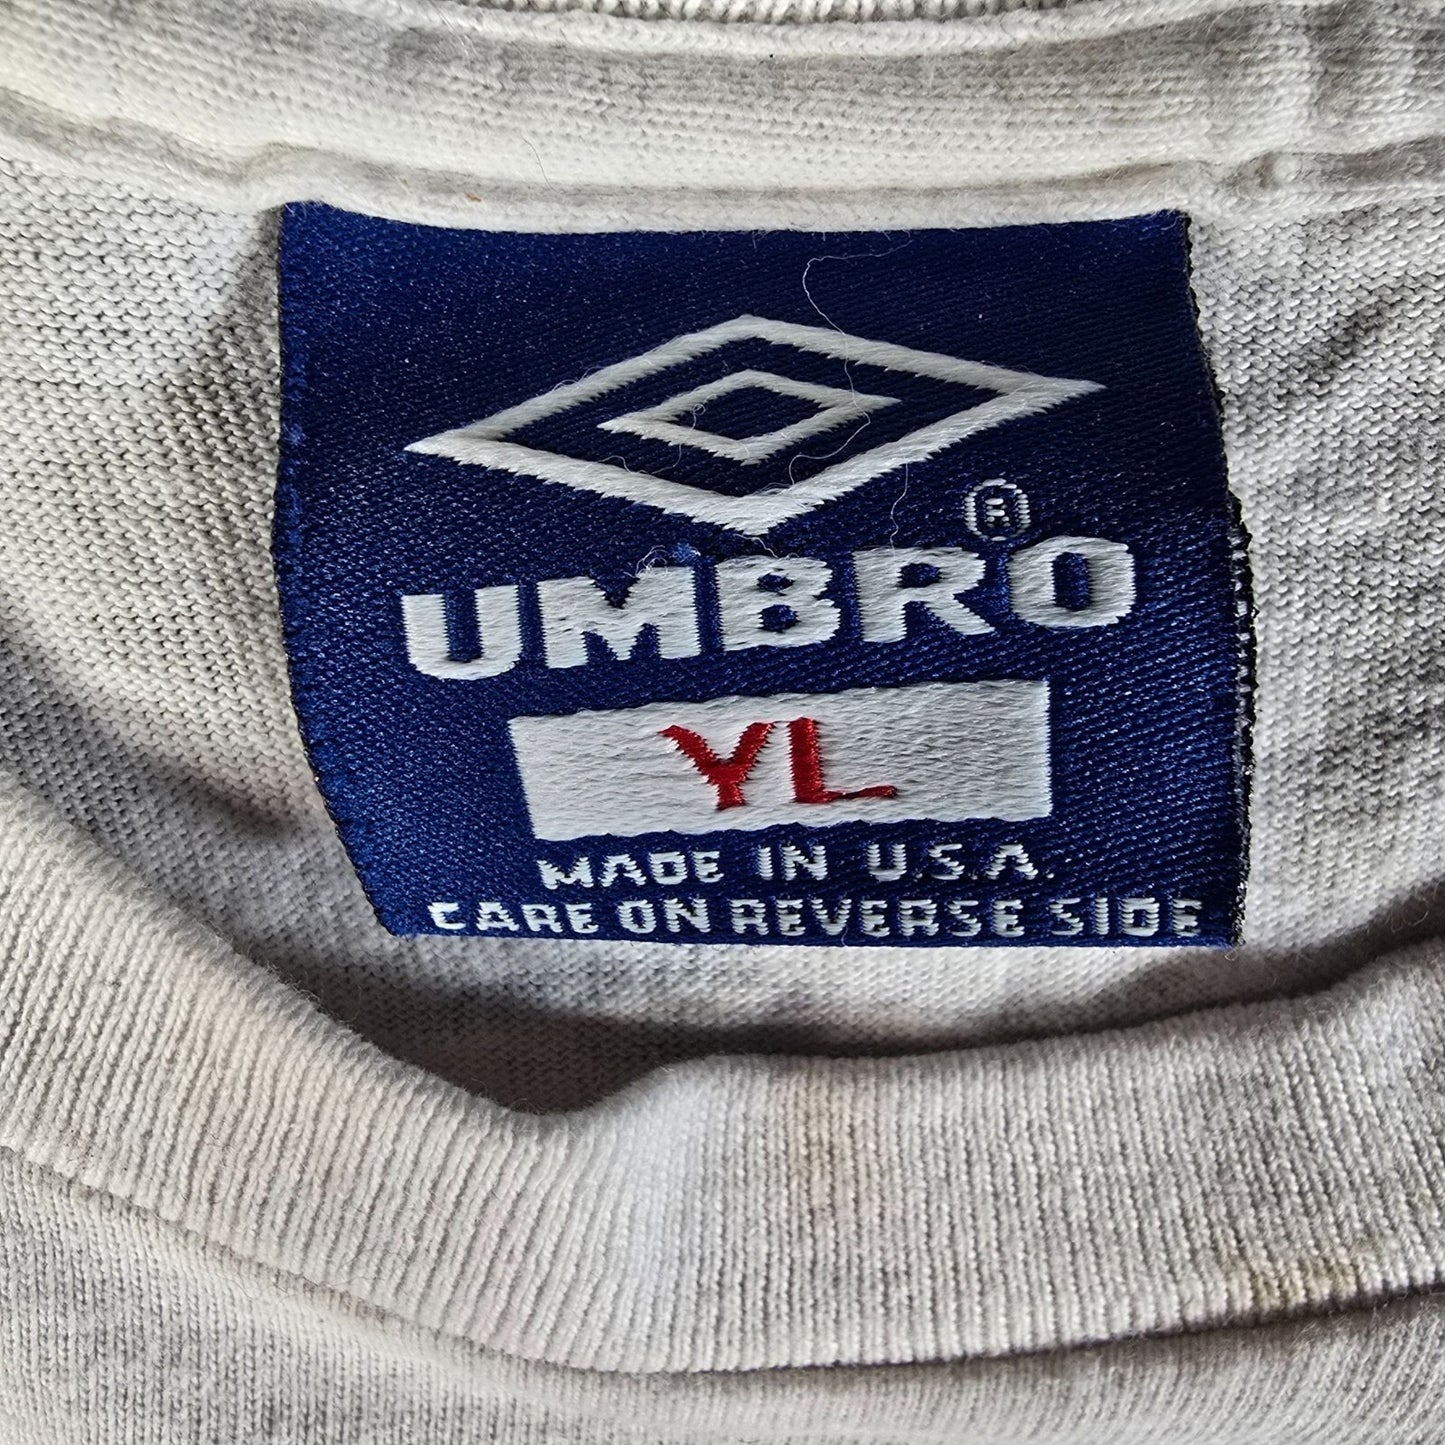 ®
UMBRO
YL
MADE IN U.S.A.
CARE ON REVERSE SIDE